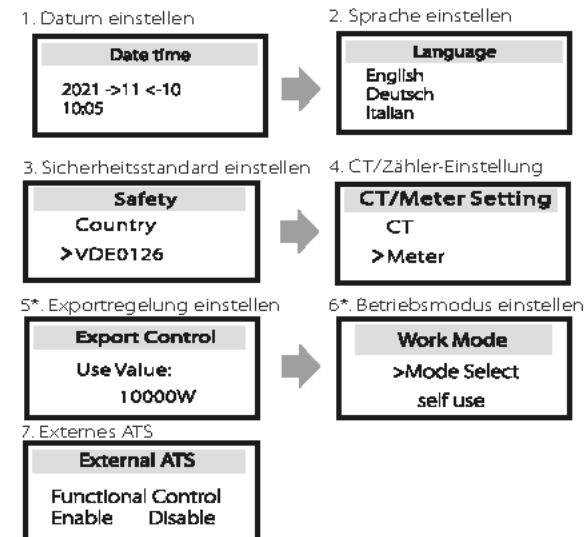 1. Datum einstellen
Date time
2021 ->11 <-10
10:05
2. Sprache einstellen
Language
English
Deutsch
Italian
3. Sicherheitsstandard einstellen
Safety
Country
>VDE0126
4. CT/Zähler-Einstellung
CT/Meter Setting
CT
>Meter
5*. Exportregelung einstellen
Export Control
Use Value:
10000W
6*. Betriebsmodus einstellen
Work Mode
>Mode Select
self use
7. Externes ATS
External ATS
Functional Control
Enable Disable